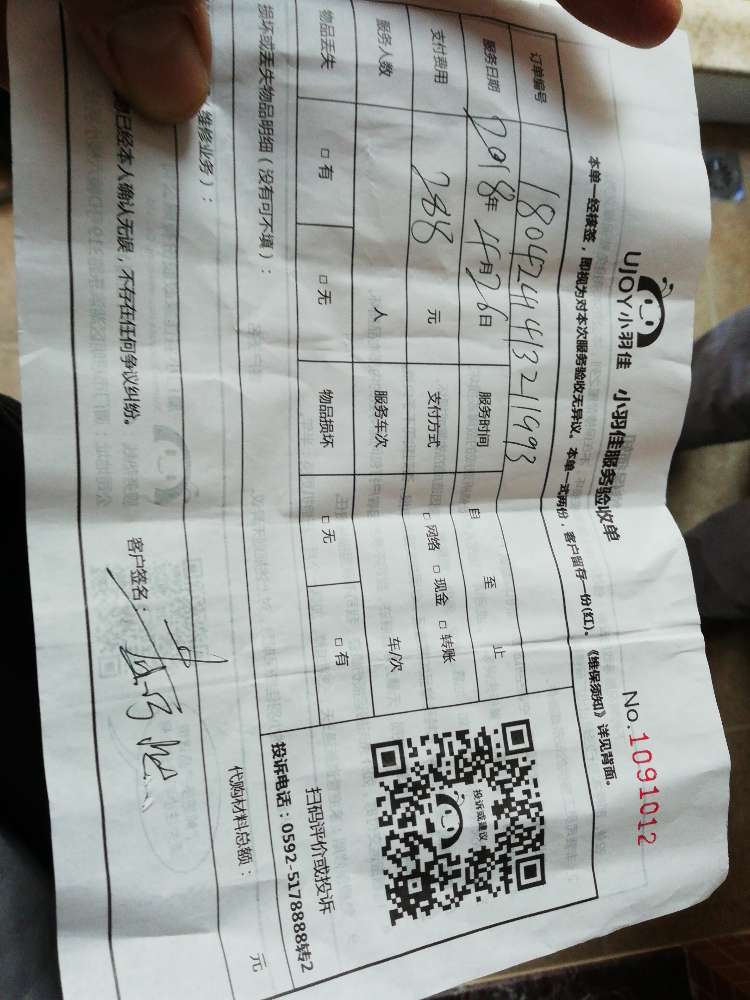 UJOY小羽佳 小羽佳服务验收单
No.1091012
本单一经核签，即视为对本次服务验收无异议。本单一式两份，客户留存一份(红)。《维保须知》详见背面。
订单编号 180424441321993
服务日期 2018年4月26日 服务时间 自 至 止
支付费用 288 元 支付方式 □网络 □现金 □转账
服务人数 人 服务车次 车/次
物品丢失 □有 □无 物品损坏 □无 □有
损坏或丢失物品明细（没有可不填）：
投诉或建议
扫码评价或投诉
投诉电话：0592-5178888转2
维修业务）：
代购材料总额： 元
已经本人确认无误，不存在任何争议纠纷。
客户签名：